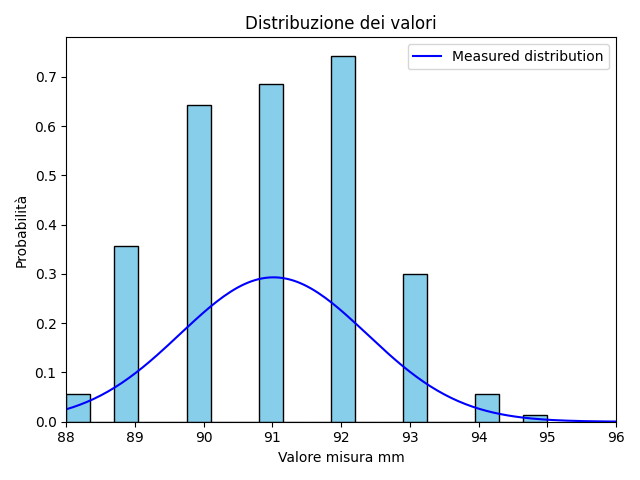 Distribuzione dei valori
Measured distribution
Probabilità
0.7
0.6
0.5
0.4
0.3
0.2
0.1
0.0
88 89 90 91 92 93 94 95 96
Valore misura mm